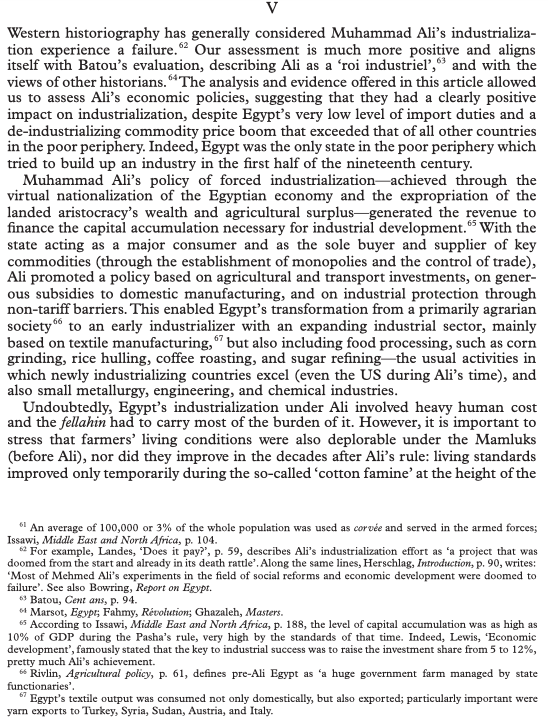 V
Western historiography has generally considered Muhammad Ali's industrializa-
tion experience a failure.⁶² Our assessment is much more positive and aligns
itself with Batou's evaluation, describing Ali as a 'roi industriel',⁶³ and with the
views of other historians.⁶⁴ The analysis and evidence offered in this article allowed
us to assess Ali's economic policies, suggesting that they had a clearly positive
impact on industrialization, despite Egypt's very low level of import duties and a
de-industrializing commodity price boom that exceeded that of all other countries
in the poor periphery. Indeed, Egypt was the only state in the poor periphery which
tried to build up an industry in the first half of the nineteenth century.
Muhammad Ali's policy of forced industrialization—achieved through the
virtual nationalization of the Egyptian economy and the expropriation of the
landed aristocracy's wealth and agricultural surplus—generated the revenue to
finance the capital accumulation necessary for industrial development.⁶⁵ With the
state acting as a major consumer and as the sole buyer and supplier of key
commodities (through the establishment of monopolies and the control of trade),
Ali promoted a policy based on agricultural and transport investments, on gener-
ous subsidies to domestic manufacturing, and on industrial protection through
non-tariff barriers. This enabled Egypt's transformation from a primarily agrarian
society⁶⁶ to an early industrializer with an expanding industrial sector, mainly
based on textile manufacturing,⁶⁷ but also including food processing, such as corn
grinding, rice hulling, coffee roasting, and sugar refining—the usual activities in
which newly industrializing countries excel (even the US during Ali's time), and
also small metallurgy, engineering, and chemical industries.
Undoubtedly, Egypt's industrialization under Ali involved heavy human cost
and the fellahin had to carry most of the burden of it. However, it is important to
stress that farmers' living conditions were also deplorable under the Mamluks
(before Ali), nor did they improve in the decades after Ali's rule: living standards
improved only temporarily during the so-called 'cotton famine' at the height of the
⁶¹ An average of 100,000 or 3% of the whole population was used as corvée and served in the armed forces;
Issawi, Middle East and North Africa, p. 104.
⁶² For example, Landes, 'Does it pay?', p. 59, describes Ali's industrialization effort as 'a project that was
doomed from the start and already in its death rattle'. Along the same lines, Herschlag, Introduction, p. 90, writes:
'Most of Mehmed Ali's experiments in the field of social reforms and economic development were doomed to
failure'. See also Bowring, Report on Egypt.
⁶³ Batou, Cent ans, p. 94.
⁶⁴ Marsot, Egypt; Fahmy, Révolution; Ghazaleh, Masters.
⁶⁵ According to Issawi, Middle East and North Africa, p. 188, the level of capital accumulation was as high as
10% of GDP during the Pasha's rule, very high by the standards of that time. Indeed, Lewis, 'Economic
development', famously stated that the key to industrial success was to raise the investment share from 5 to 12%,
pretty much Ali's achievement.
⁶⁶ Rivlin, Agricultural policy, p. 61, defines pre-Ali Egypt as 'a huge government farm managed by state
functionaries'.
⁶⁷ Egypt's textile output was consumed not only domestically, but also exported; particularly important were
yarn exports to Turkey, Syria, Sudan, Austria, and Italy.